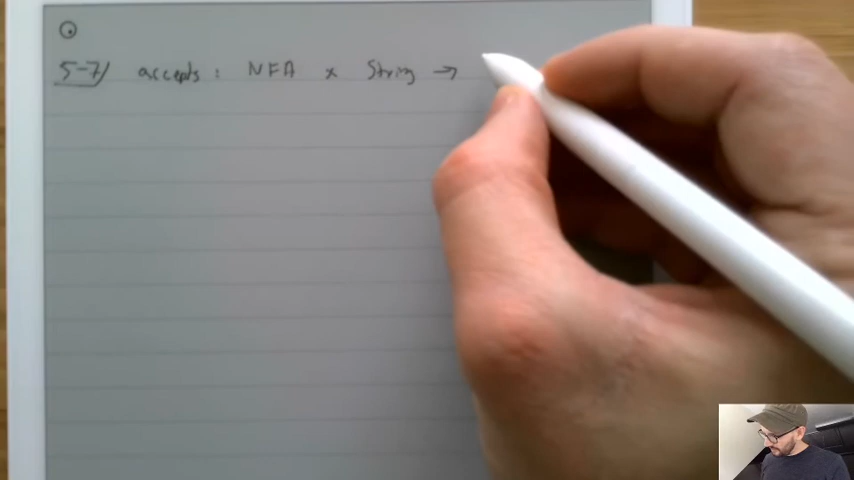 5-7/ accepts : NFA x String →